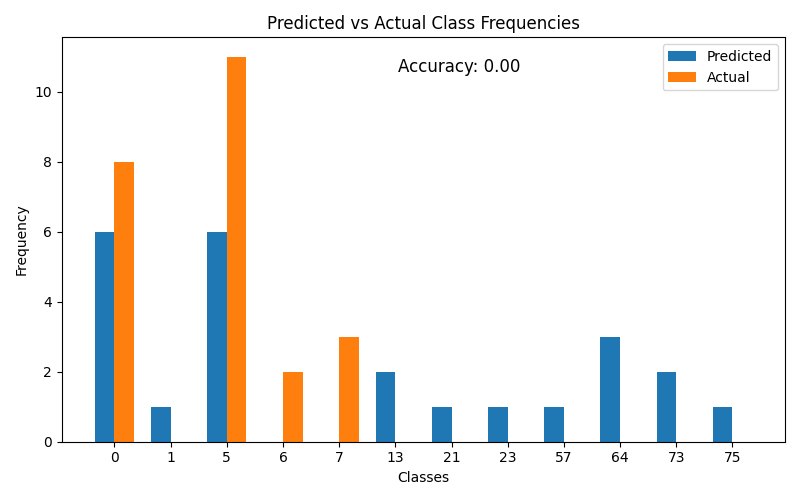 Predicted vs Actual Class Frequencies
Accuracy: 0.00
Predicted
Actual
Frequency
10
8
6
4
2
0
0 1 5 6 7 13 21 23 57 64 73 75
Classes